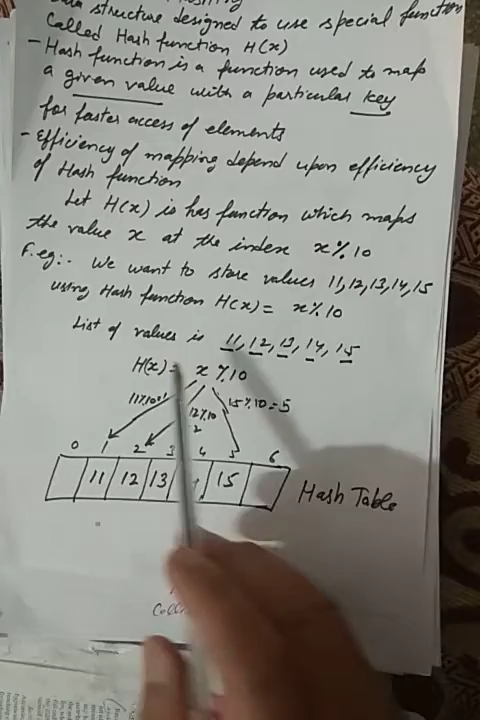 structure designed to use special function
Called Hash function H(x)
- Hash function is a function used to map
a given value with a particular key
for faster access of elements
- Efficiency of mapping depend upon efficiency
of Hash function
Let H(x) is has function which maps
the value x at the index x % 10
F.eg:- We want to store values 11,12,13,14,15
using Hash function H(x) = x % 10
List of values is 11, 12, 13, 14, 15
H(x) = x % 10
11%10=1 12%10 15%10=5
2
0 1 2 3 4 5 6
11 12 13 15 Hash Table